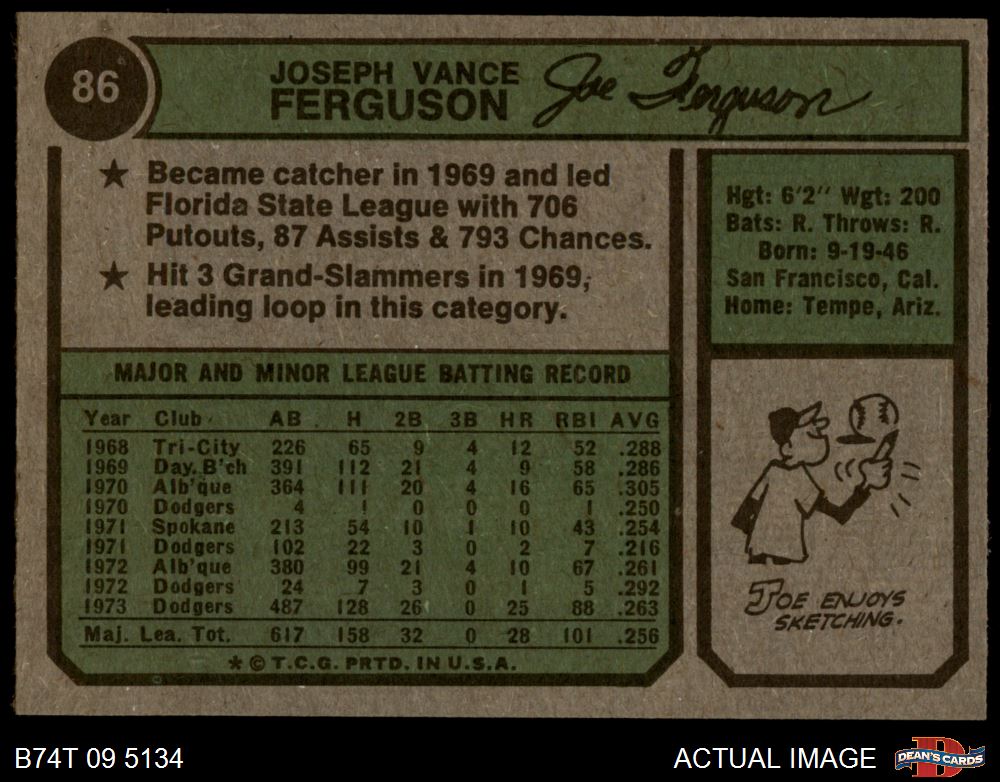 86
JOSEPH VANCE
FERGUSON
Joe Ferguson
★ Became catcher in 1969 and led
Florida State League with 706
Putouts, 87 Assists & 793 Chances.
★ Hit 3 Grand-Slammers in 1969,
leading loop in this category.
Hgt: 6'2" Wgt: 200
Bats: R. Throws: R.
Born: 9-19-46
San Francisco, Cal.
Home: Tempe, Ariz.
MAJOR AND MINOR LEAGUE BATTING RECORD
Year Club AB H 2B 3B HR RBI AVG
1968 Tri-City 226 65 9 4 12 52 .288
1969 Day. B'ch 391 112 21 4 9 58 .286
1970 Alb'que 364 111 20 4 16 65 .305
1970 Dodgers 4 1 0 0 0 1 .250
1971 Spokane 213 54 10 1 10 43 .254
1971 Dodgers 102 22 3 0 2 7 .216
1972 Alb'que 380 99 21 4 10 67 .261
1972 Dodgers 24 7 3 0 1 5 .292
1973 Dodgers 487 128 26 0 25 88 .263
Maj. Lea. Tot. 617 158 32 0 28 101 .256
* © T.C.G. PRTD. IN U.S.A.
JOE ENJOYS
SKETCHING.
B74T 09 5134
ACTUAL IMAGE
D
DEAN'S CARDS